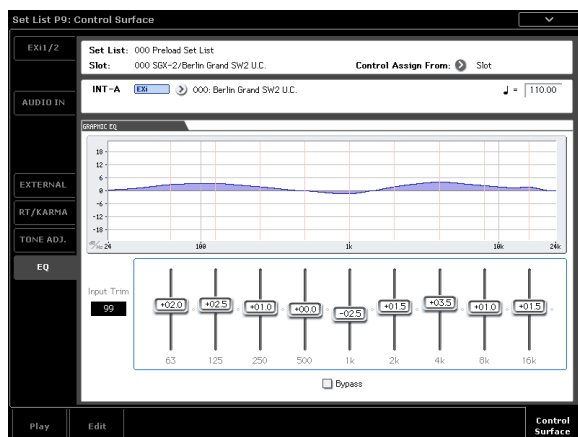 Set List P9: Control Surface
EXi1/2
Set List: 000 Preload Set List
Slot: 000 SGX-2/Berlin Grand SW2 U.C.
Control Assign From: Slot
AUDIO IN
INT-A EXi 000: Berlin Grand SW2 U.C. ♩ = 110.00
GRAPHIC EQ
18
12
6
0
-6
-12
-18
dB/Hz 24 100 1k 10k 24k
EXTERNAL
RT/KARMA
TONE ADJ.
EQ
Input Trim
99
+02.0 +02.5 +01.0 +00.0 -02.5 +01.5 +03.5 +01.0 +01.5
63 125 250 500 1k 2k 4k 8k 16k
Bypass
Play Edit Control
Surface